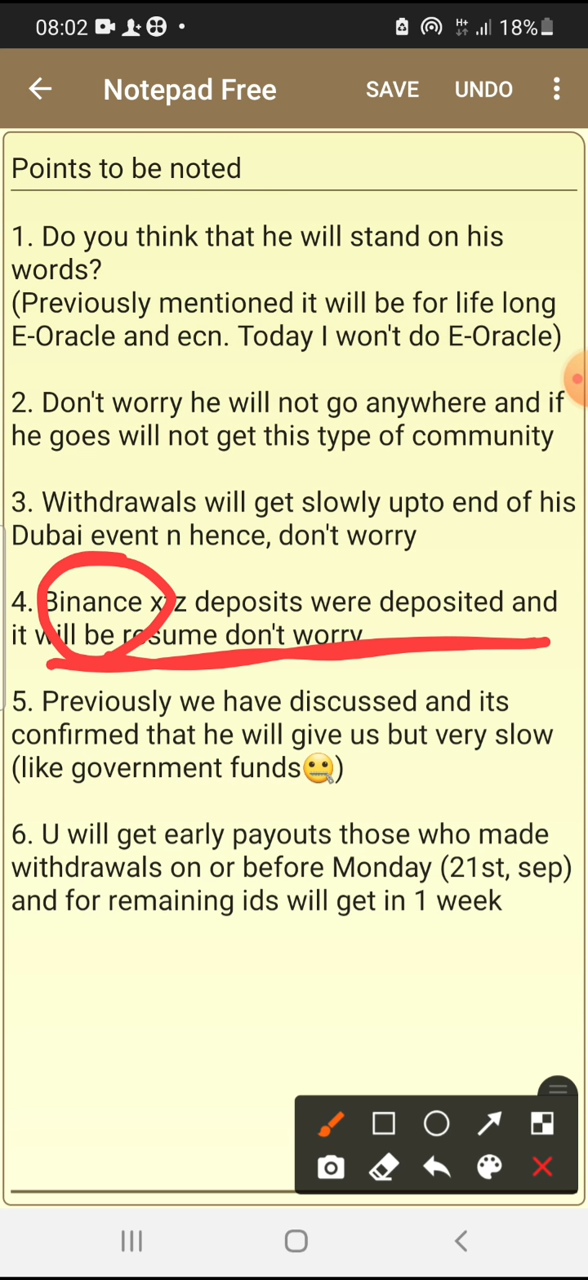 08:02 H+ 18%
Notepad Free SAVE UNDO
Points to be noted
1. Do you think that he will stand on his
words?
(Previously mentioned it will be for life long
E-Oracle and ecn. Today I won't do E-Oracle)
2. Don't worry he will not go anywhere and if
he goes will not get this type of community
3. Withdrawals will get slowly upto end of his
Dubai event n hence, don't worry
4. Binance xtz deposits were deposited and
it will be resume don't worry
5. Previously we have discussed and its
confirmed that he will give us but very slow
(like government funds🤐)
6. U will get early payouts those who made
withdrawals on or before Monday (21st, sep)
and for remaining ids will get in 1 week